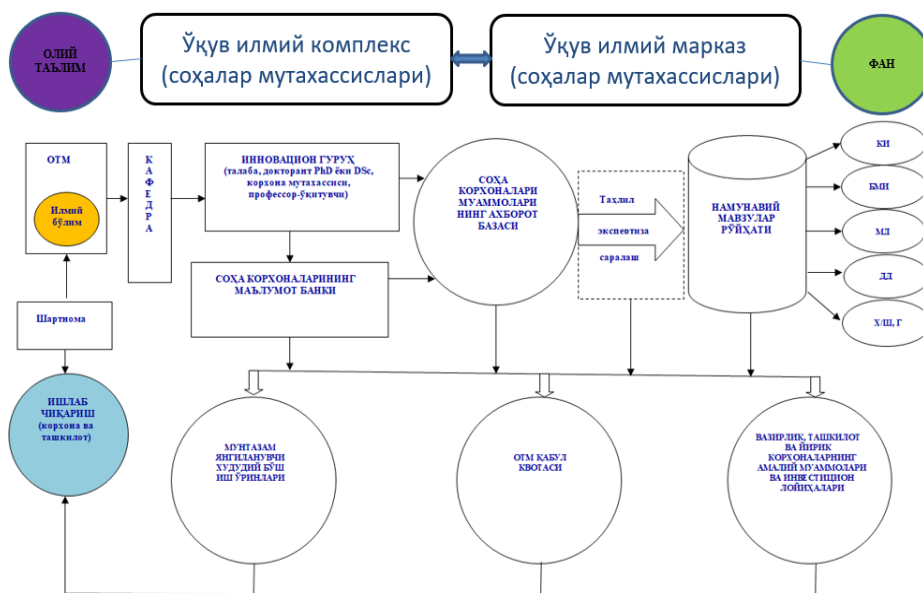 ОЛИЙ
ТАЪЛИМ
Ўқув илмий комплекс
(соҳалар мутахассислари)
Ўқув илмий марказ
(соҳалар мутахассислари)
ФАН
ОТМ
Илмий
бўлим
КАФЕДРА
ИННОВАЦИОН ГУРУҲ
(талаба, докторант PhD ёки DSc,
корхона мутахассиси,
профессор-ўқитувчи)
СОҲА
КОРХОНАЛАРИ
МУАММОЛАРИ
НИНГ АХБОРОТ
БАЗАСИ
Таҳлил
экспертиза
саралаш
НАМУНАВИЙ
МАВЗУЛАР
РЎЙҲАТИ
КИ
БМИ
МД
ДД
Х/Ш, Г
СОҲА КОРХОНАЛАРИНИНГ
МАЪЛУМОТ БАНКИ
Шартнома
ИШЛАБ
ЧИҚАРИШ
(корхона ва
ташкилот)
МУНТАЗАМ
ЯНГИЛАНУВЧИ
ХУДУДИЙ БЎШ
ИШ ЎРИНЛАРИ
ОТМ ҚАБУЛ
КВОТАСИ
ВАЗИРЛИК, ТАШКИЛОТ
ВА ЙИРИК
КОРХОНАЛАРНИНГ
АМАЛИЙ МУАММОЛАРИ
ВА ИНВЕСТИЦИОН
ЛОЙИҲАЛАРИ